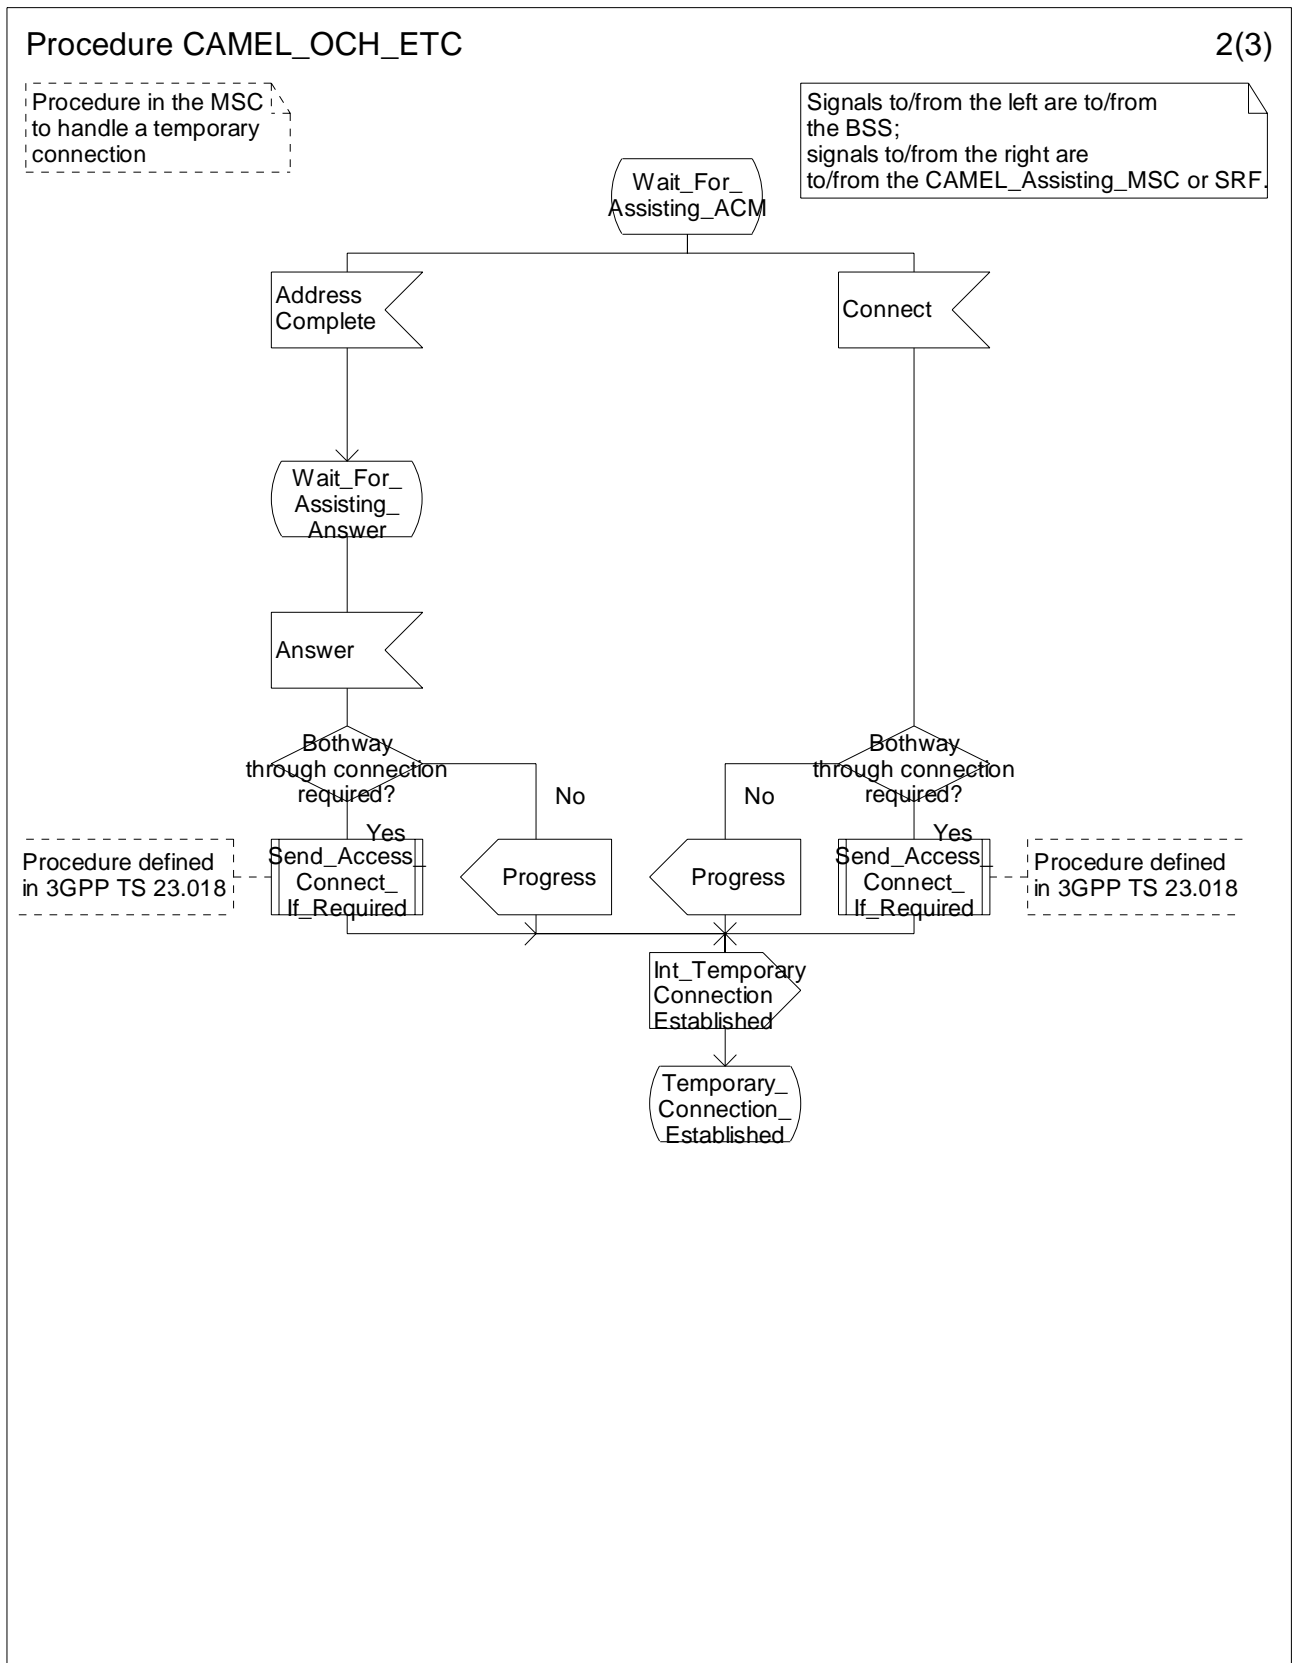 Procedure CAMEL_OCH_ETC
2(3)
Procedure in the MSC
to handle a temporary
connection
Signals to/from the left are to/from
the BSS;
signals to/from the right are
to/from the CAMEL_Assisting_MSC or SRF.
Wait_For_
Assisting_ACM
Address
Complete
Connect
Wait_For_
Assisting_
Answer
Answer
Bothway
through connection
required?
No
Yes
Bothway
through connection
required?
No
Yes
Procedure defined
in 3GPP TS 23.018
Send_Access_
Connect_
If_Required
Progress
Progress
Send_Access_
Connect_
If_Required
Procedure defined
in 3GPP TS 23.018
Int_Temporary
Connection
Established
Temporary_
Connection_
Established